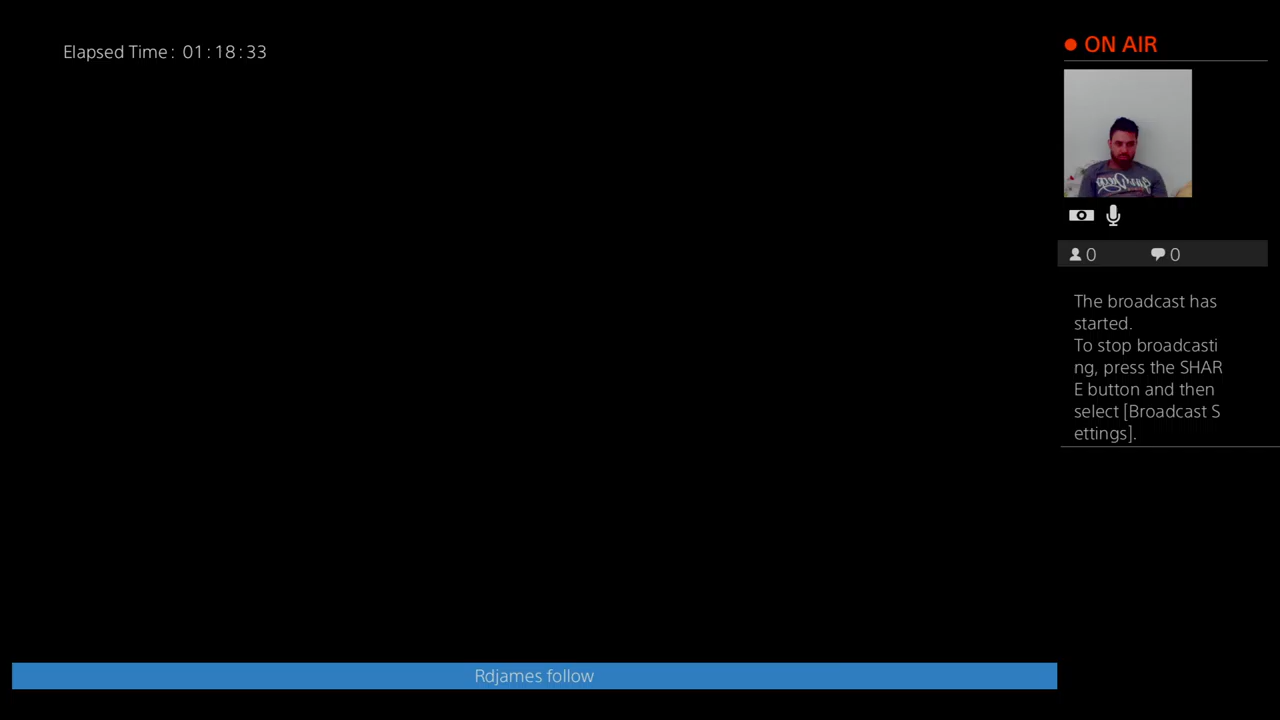 Elapsed Time: 01:18:33
ON AIR
0
0
The broadcast has
started.
To stop broadcasti
ng, press the SHAR
E button and then
select [Broadcast S
ettings].
Rdjames follow